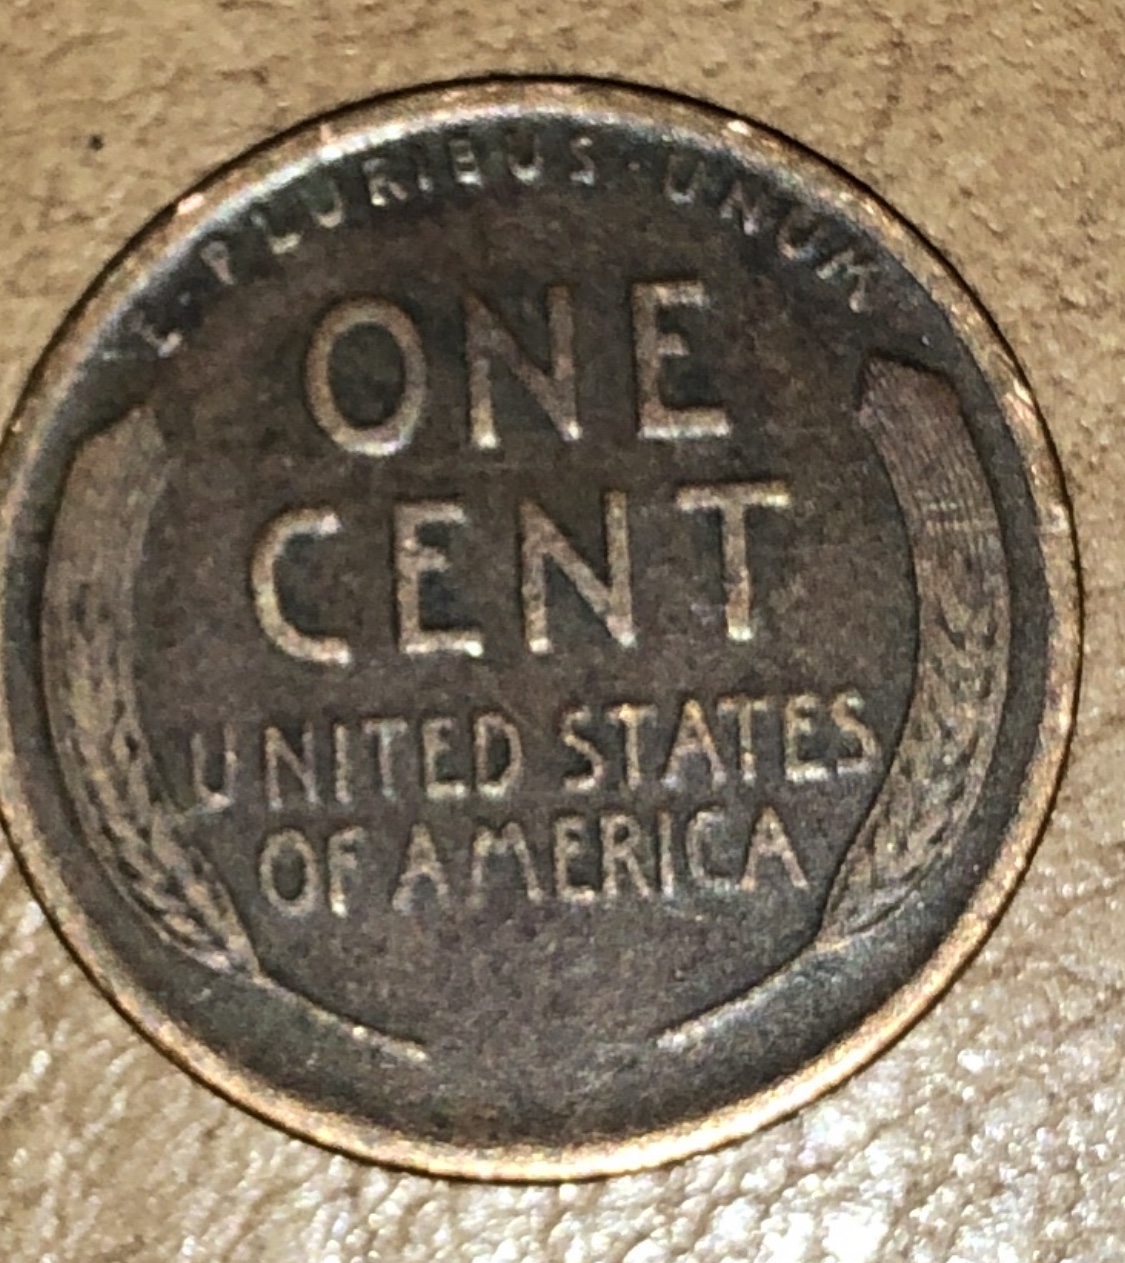 E·PLURIBUS·UNUM
ONE
CENT
UNITED STATES
OF AMERICA